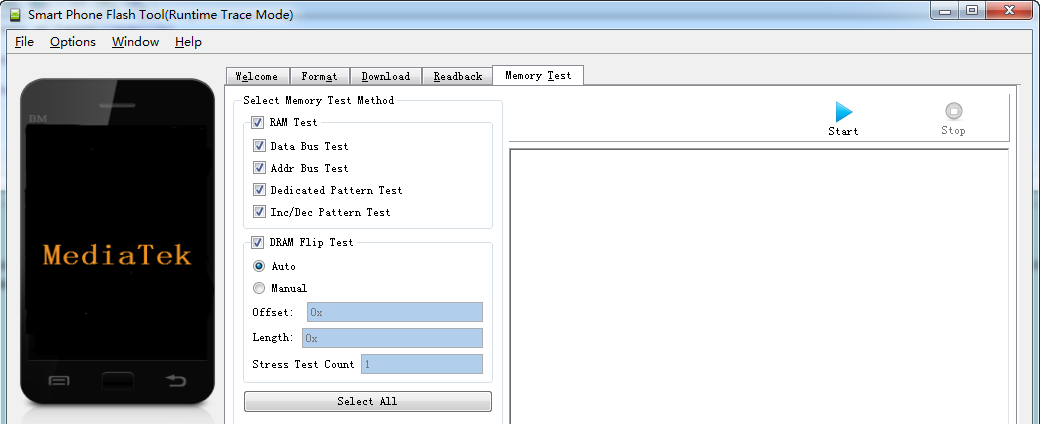 Smart Phone Flash Tool(Runtime Trace Mode)
File Options Window Help
Welcome Format Download Readback Memory Test
BM
MediaTek
Select Memory Test Method
RAM Test
Data Bus Test
Addr Bus Test
Dedicated Pattern Test
Inc/Dec Pattern Test
DRAM Flip Test
Auto
Manual
Offset: 0x
Length: 0x
Stress Test Count 1
Select All
Start Stop